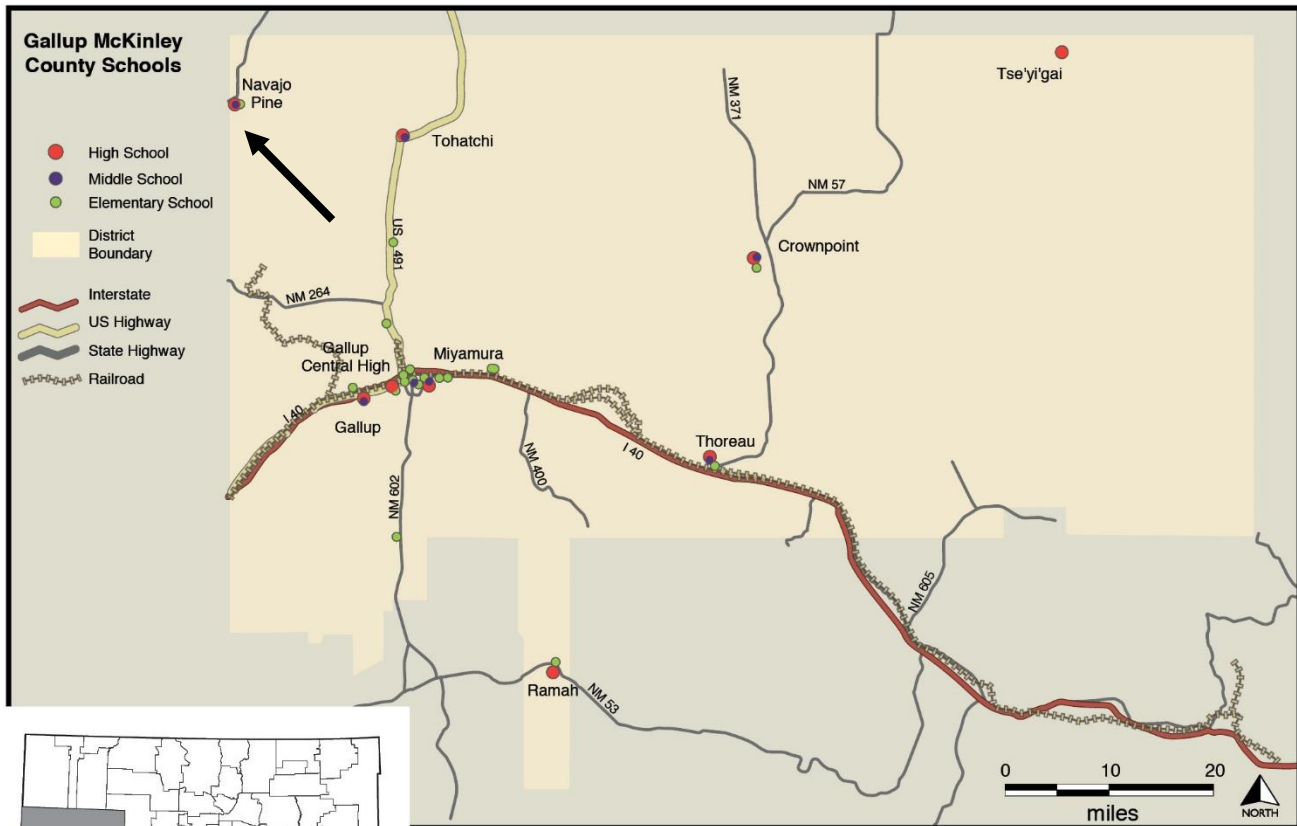 Gallup McKinley
County Schools
High School
Middle School
Elementary School
District
Boundary
Interstate
US Highway
State Highway
Railroad
Navajo
Pine
Tohatchi
Tse'yi'gai
NM 371
NM 57
Crownpoint
US 491
NM 264
Gallup
Central High
Miyamura
I 40
Gallup
NM 602
NM 400
I 40
Thoreau
NM 605
Ramah
NM 53
0 10 20
miles
NORTH